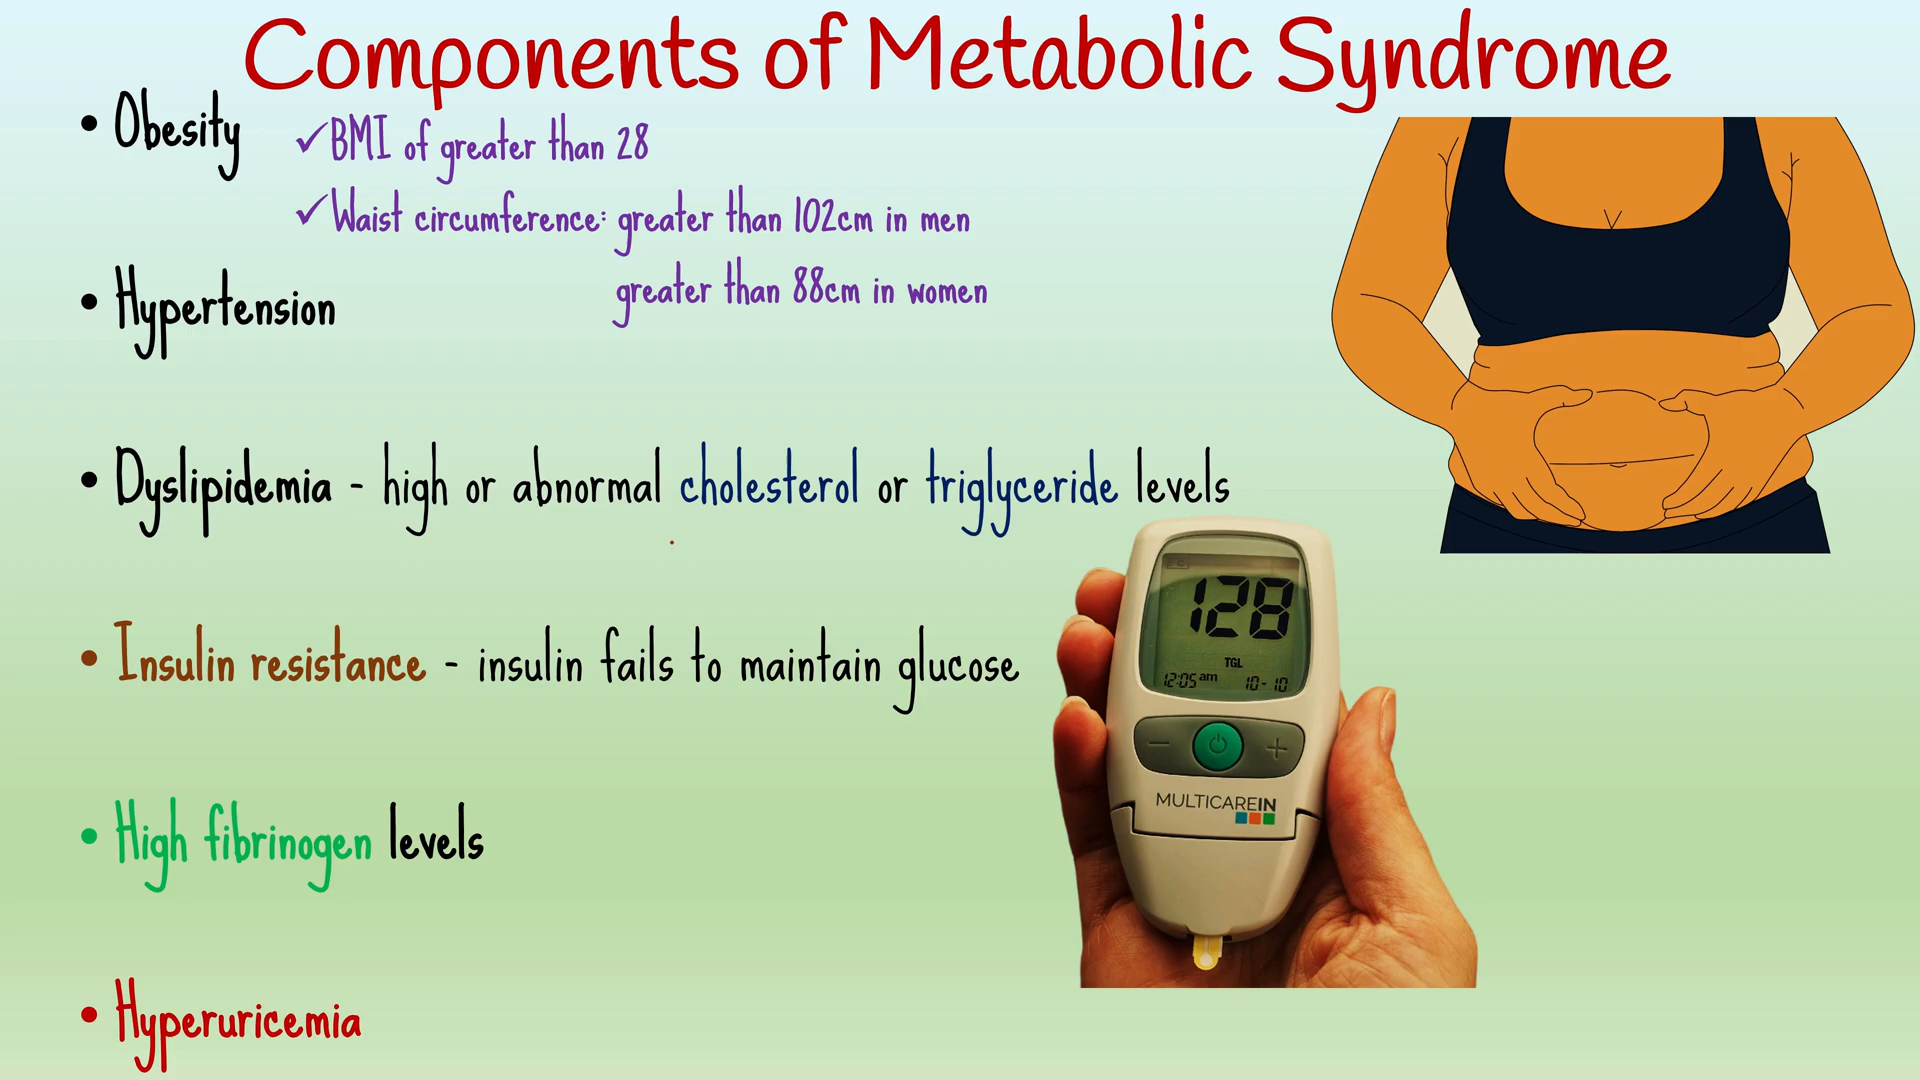 Components of Metabolic Syndrome
• Obesity
✓BMI of greater than 28
✓Waist circumference: greater than 102cm in men
greater than 88cm in women
• Hypertension
• Dyslipidemia - high or abnormal cholesterol or triglyceride levels
• Insulin resistance - insulin fails to maintain glucose
128
TGL
12:05 am 10-10
MULTICAREIN
• High fibrinogen levels
• Hyperuricemia